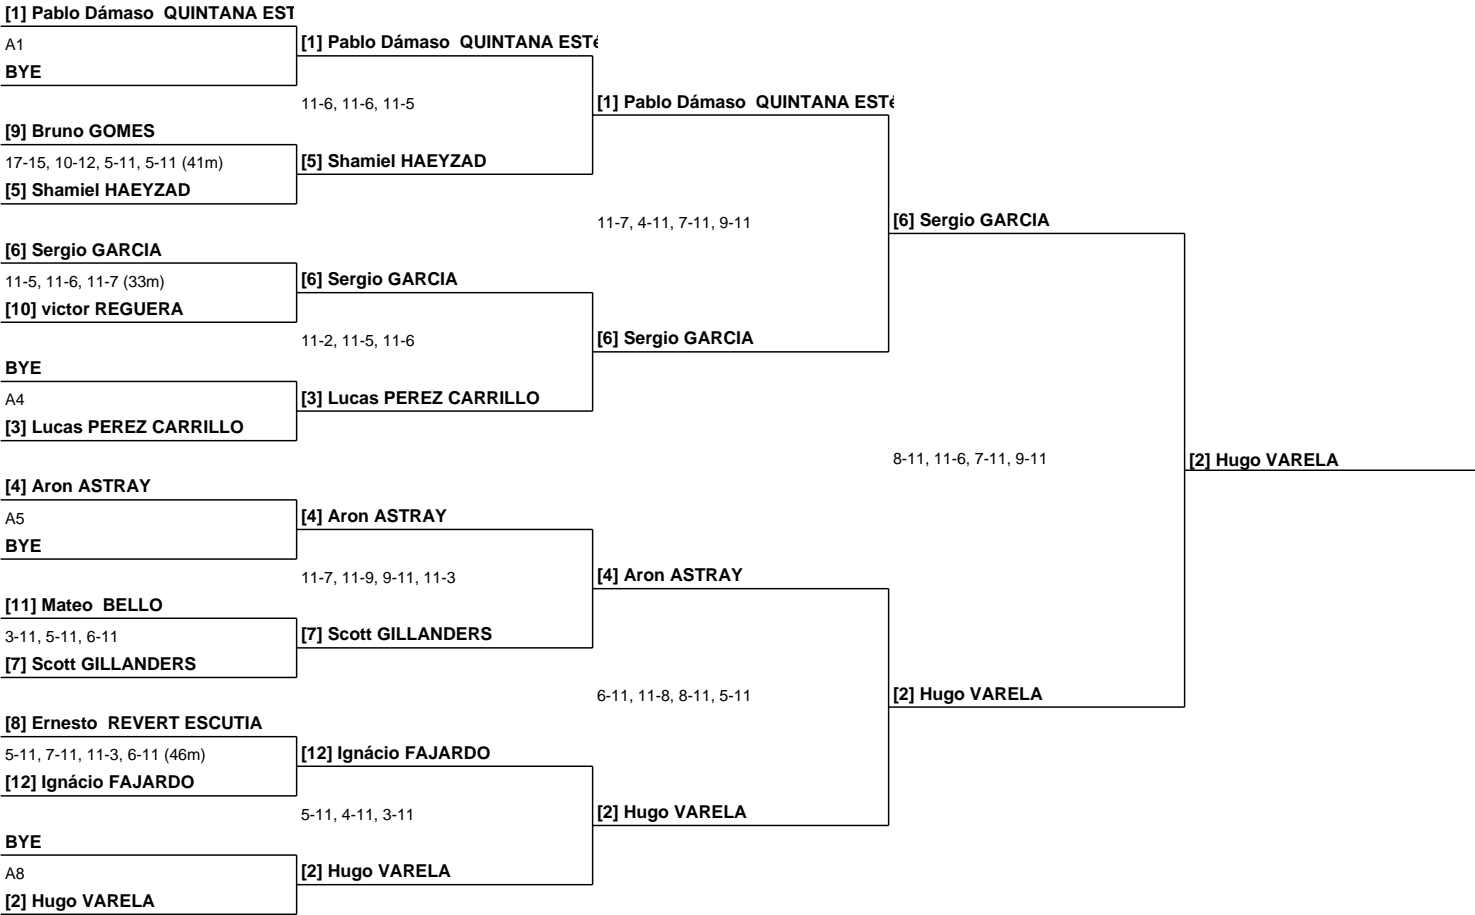 [1] Pablo Dámaso  QUINTANA EST
A1
BYE
[9] Bruno GOMES
17-15, 10-12, 5-11, 5-11 (41m)
[5] Shamiel HAEYZAD
[6] Sergio GARCIA
11-5, 11-6, 11-7 (33m)
[10] victor REGUERA
BYE
A4
[3] Lucas PEREZ CARRILLO
[4] Aron ASTRAY
A5
BYE
[11] Mateo  BELLO
3-11, 5-11, 6-11
[7] Scott GILLANDERS
[8] Ernesto  REVERT ESCUTIA
5-11, 7-11, 11-3, 6-11 (46m)
[12] Ignácio FAJARDO
BYE
A8
[2] Hugo VARELA
[1] Pablo Dámaso  QUINTANA ESTé
11-6, 11-6, 11-5
[5] Shamiel HAEYZAD
[6] Sergio GARCIA
11-2, 11-5, 11-6
[3] Lucas PEREZ CARRILLO
[4] Aron ASTRAY
11-7, 11-9, 9-11, 11-3
[7] Scott GILLANDERS
[12] Ignácio FAJARDO
5-11, 4-11, 3-11
[2] Hugo VARELA
[1] Pablo Dámaso  QUINTANA ESTé
11-7, 4-11, 7-11, 9-11
[6] Sergio GARCIA
[4] Aron ASTRAY
6-11, 11-8, 8-11, 5-11
[2] Hugo VARELA
[6] Sergio GARCIA
8-11, 11-6, 7-11, 9-11
[2] Hugo VARELA
[2] Hugo VARELA